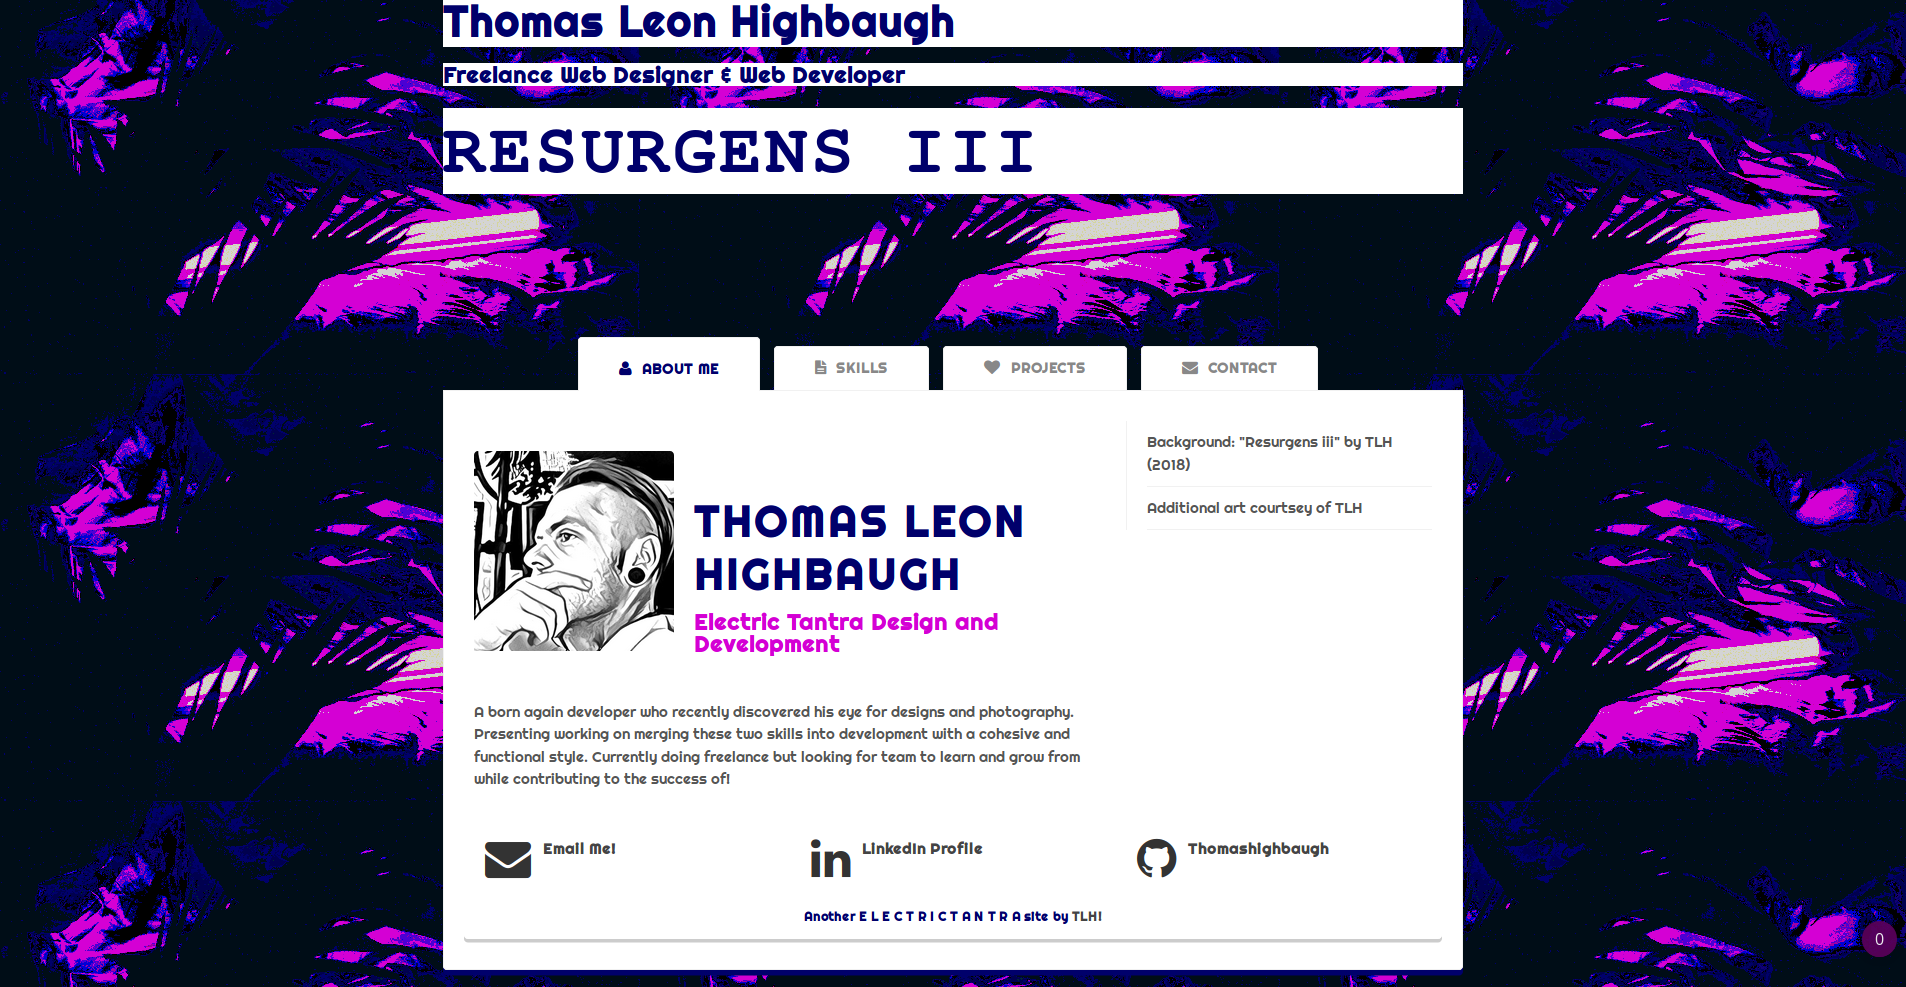 Thomas Leon Highbaugh
Freelance Web Designer & Web Developer
RESURGENS III
ABOUT ME
SKILLS
PROJECTS
CONTACT
Background: "Resurgens iii" by TLH
(2018)
Additional art courtsey of TLH
THOMAS LEON
HIGHBAUGH
Electric Tantra Design and
Development
A born again developer who recently discovered his eye for designs and photography.
Presenting working on merging these two skills into development with a cohesive and
functional style. Currently doing freelance but looking for team to learn and grow from
while contributing to the success of!
Email Me!
LinkedIn Profile
Thomashighbaugh
Another E L E C T R I C T A N T R A site by TLH!
0